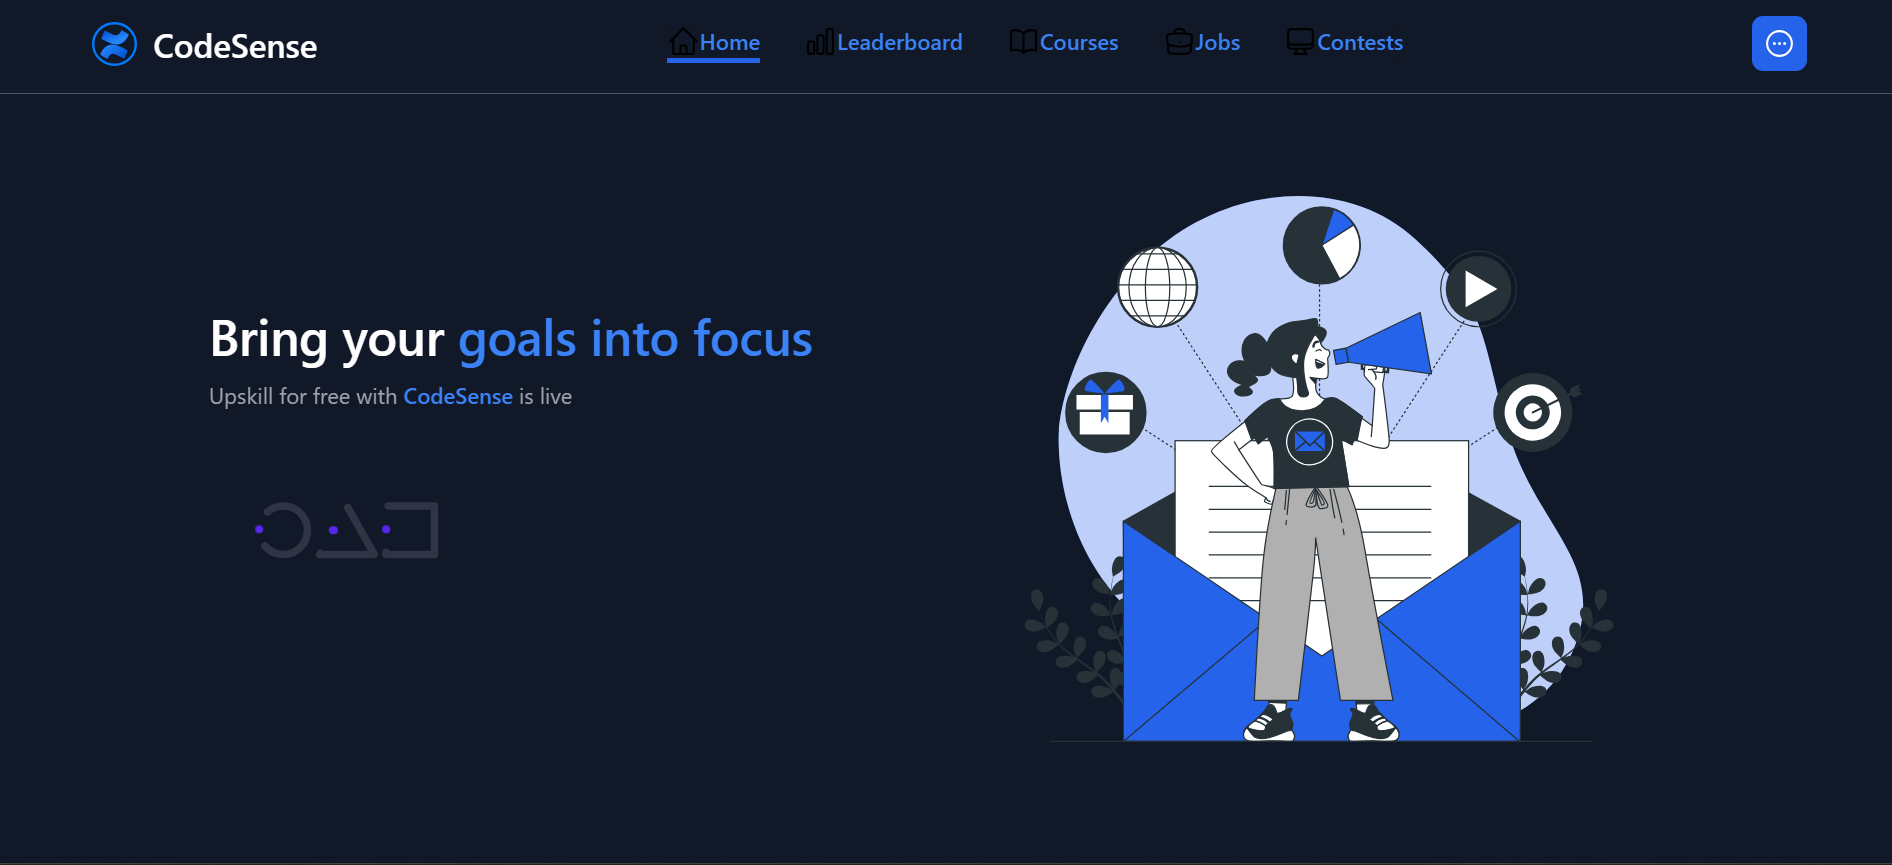 CodeSense
Home Leaderboard Courses Jobs Contests
Bring your goals into focus
Upskill for free with CodeSense is live